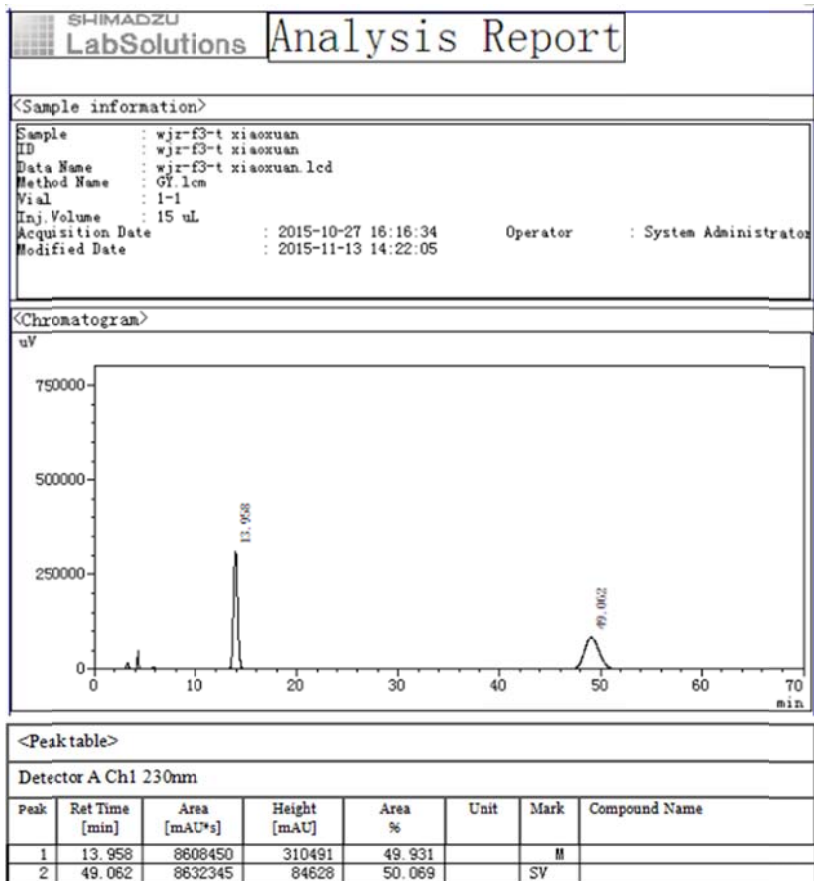 SHIMADZU
LabSolutions Analysis Report
<Sample information>
Sample : wjz-f3-t xiaoxuan
ID : wjz-f3-t xiaoxuan
Data Name : wjz-f3-t xiaoxuan.lcd
Method Name : GY.lcm
Vial : 1-1
Inj.Volume : 15 uL
Acquisition Date : 2015-10-27 16:16:34 Operator : System Administrator
Modified Date : 2015-11-13 14:22:05
<Chromatogram>
uV
750000
500000
250000
0
13.958
49.062
0 10 20 30 40 50 60 70
min
<Peak table>
Detector A Ch1 230nm
Peak Ret Time [min] Area [mAU*s] Height [mAU] Area % Unit Mark Compound Name
1 13.958 8608450 310491 49.931 M
2 49.062 8632345 84628 50.069 SV